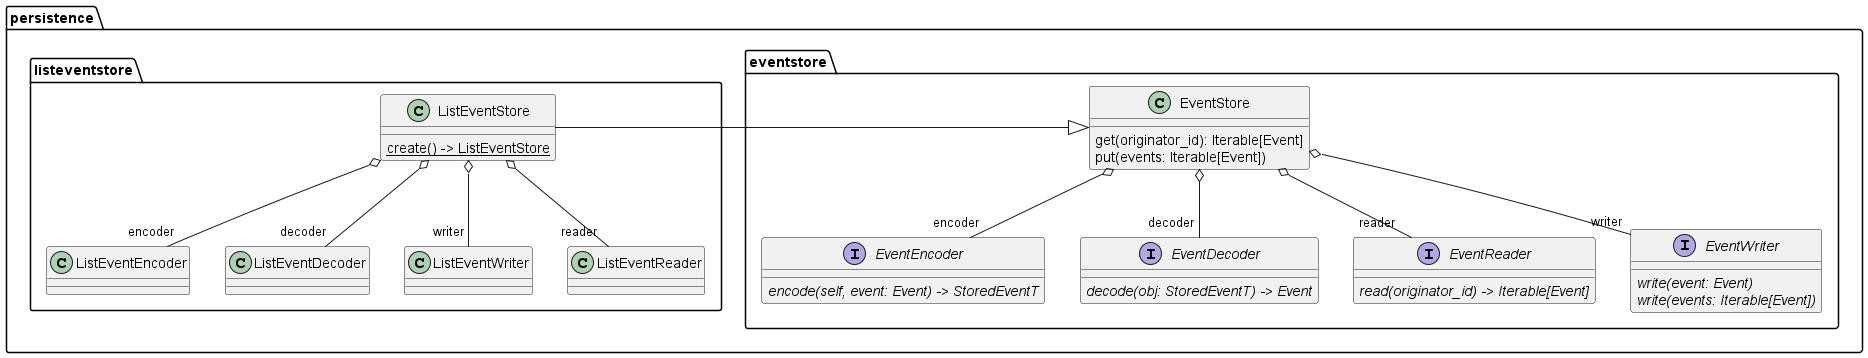 persistence
listeventstore
C ListEventStore
create() -> ListEventStore
encoder
decoder
writer
reader
C ListEventEncoder
C ListEventDecoder
C ListEventWriter
C ListEventReader
eventstore
C EventStore
get(originator_id): Iterable[Event]
put(events: Iterable[Event])
encoder
decoder
reader
writer
I EventEncoder
encode(self, event: Event) -> StoredEventT
I EventDecoder
decode(obj: StoredEventT) -> Event
I EventReader
read(originator_id) -> Iterable[Event]
I EventWriter
write(event: Event)
write(events: Iterable[Event])